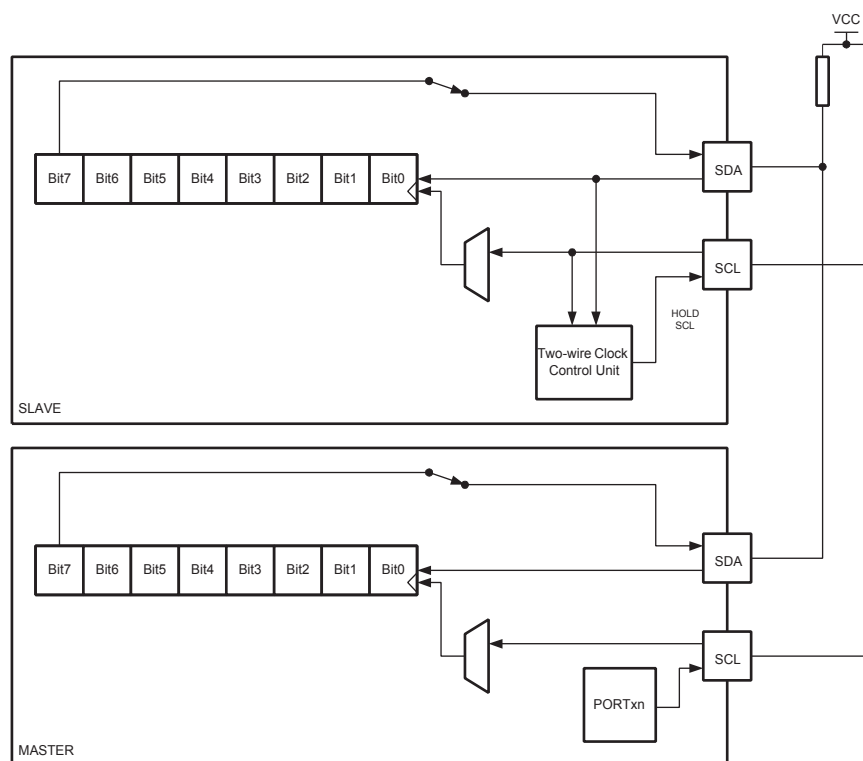 VCC
Bit7 Bit6 Bit5 Bit4 Bit3 Bit2 Bit1 Bit0
SDA
SCL
HOLD
SCL
Two-wire Clock
Control Unit
SLAVE
Bit7 Bit6 Bit5 Bit4 Bit3 Bit2 Bit1 Bit0
SDA
SCL
PORTxn
MASTER